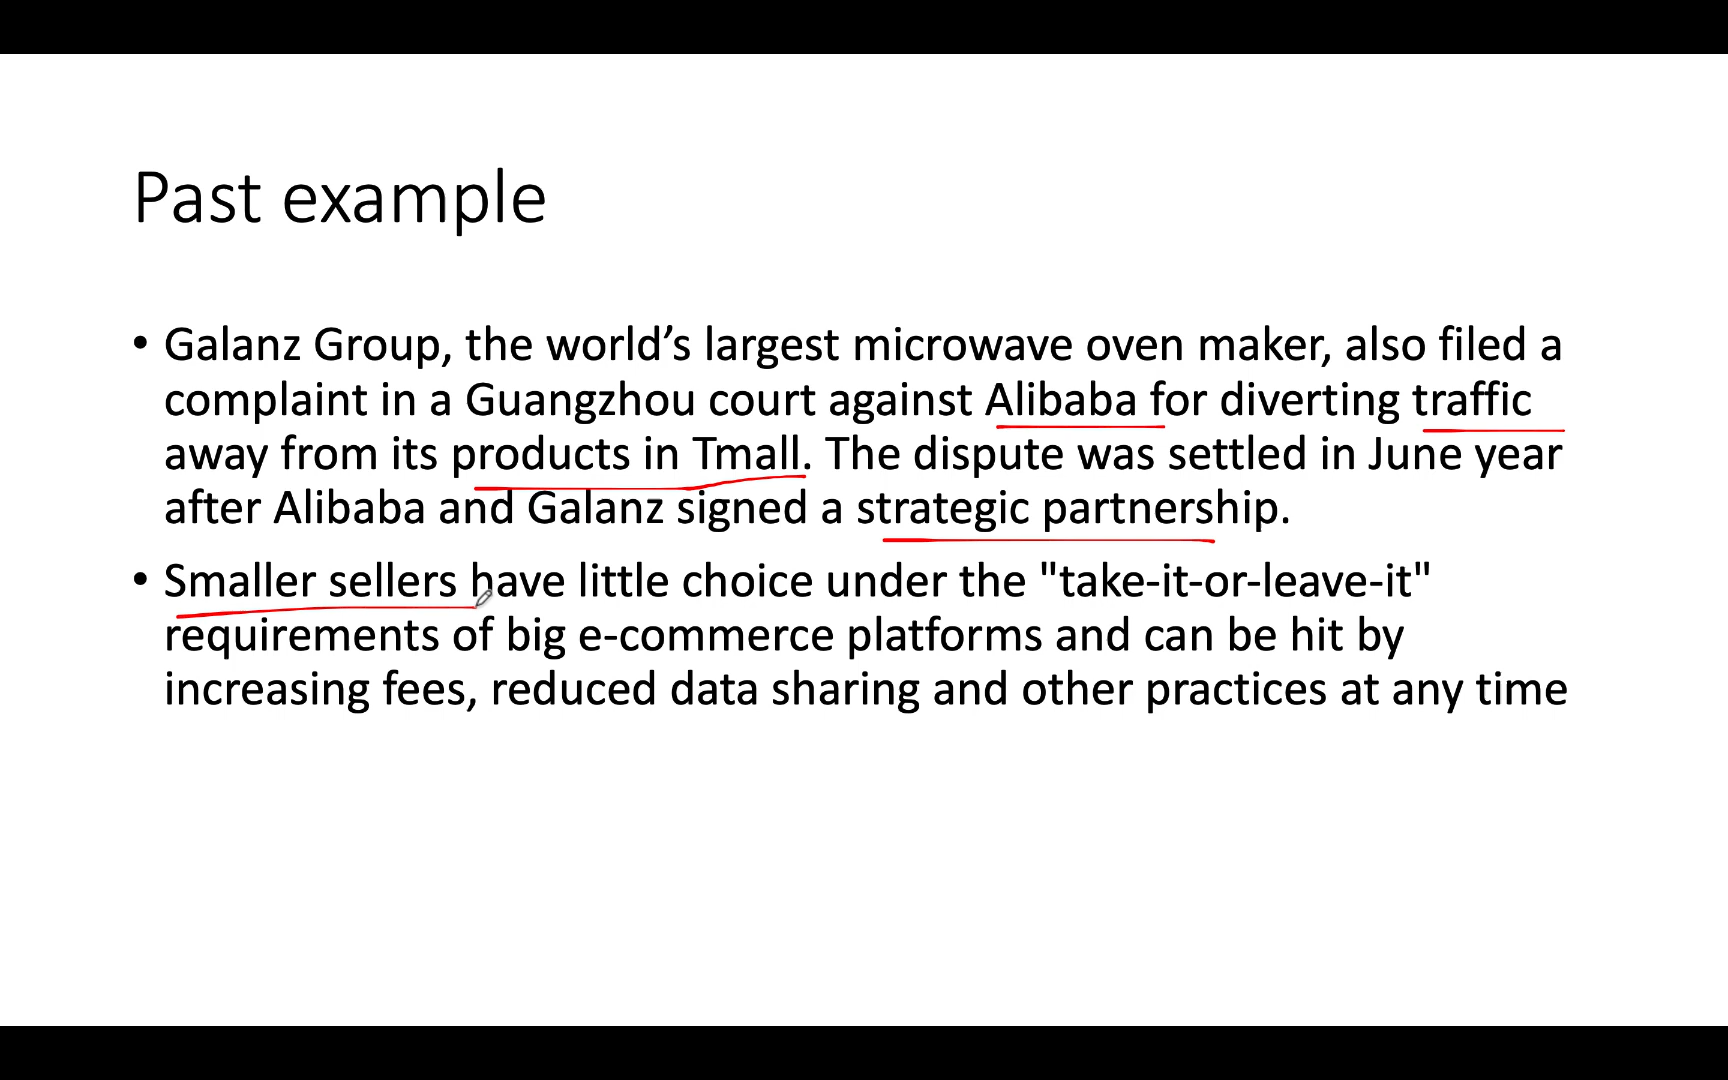 Past example
• Galanz Group, the world’s largest microwave oven maker, also filed a
complaint in a Guangzhou court against Alibaba for diverting traffic
away from its products in Tmall. The dispute was settled in June year
after Alibaba and Galanz signed a strategic partnership.
• Smaller sellers have little choice under the "take-it-or-leave-it"
requirements of big e-commerce platforms and can be hit by
increasing fees, reduced data sharing and other practices at any time